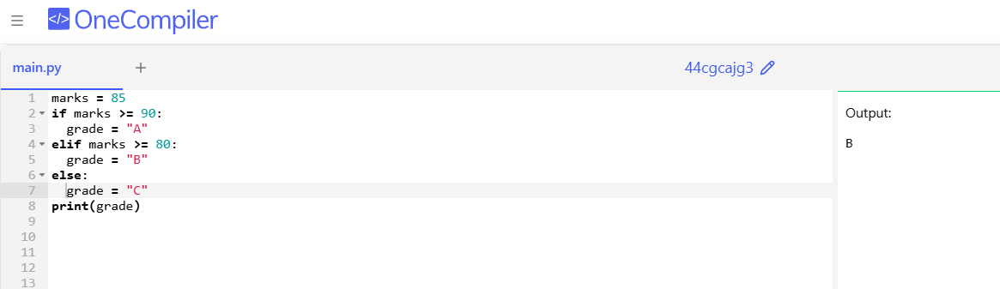 OneCompiler
main.py
+
44cgcajg3
1 marks = 85
2 if marks >= 90:
3   grade = "A"
4 elif marks >= 80:
5   grade = "B"
6 else:
7   grade = "C"
8 print(grade)
9
10
11
12
13
Output:
B